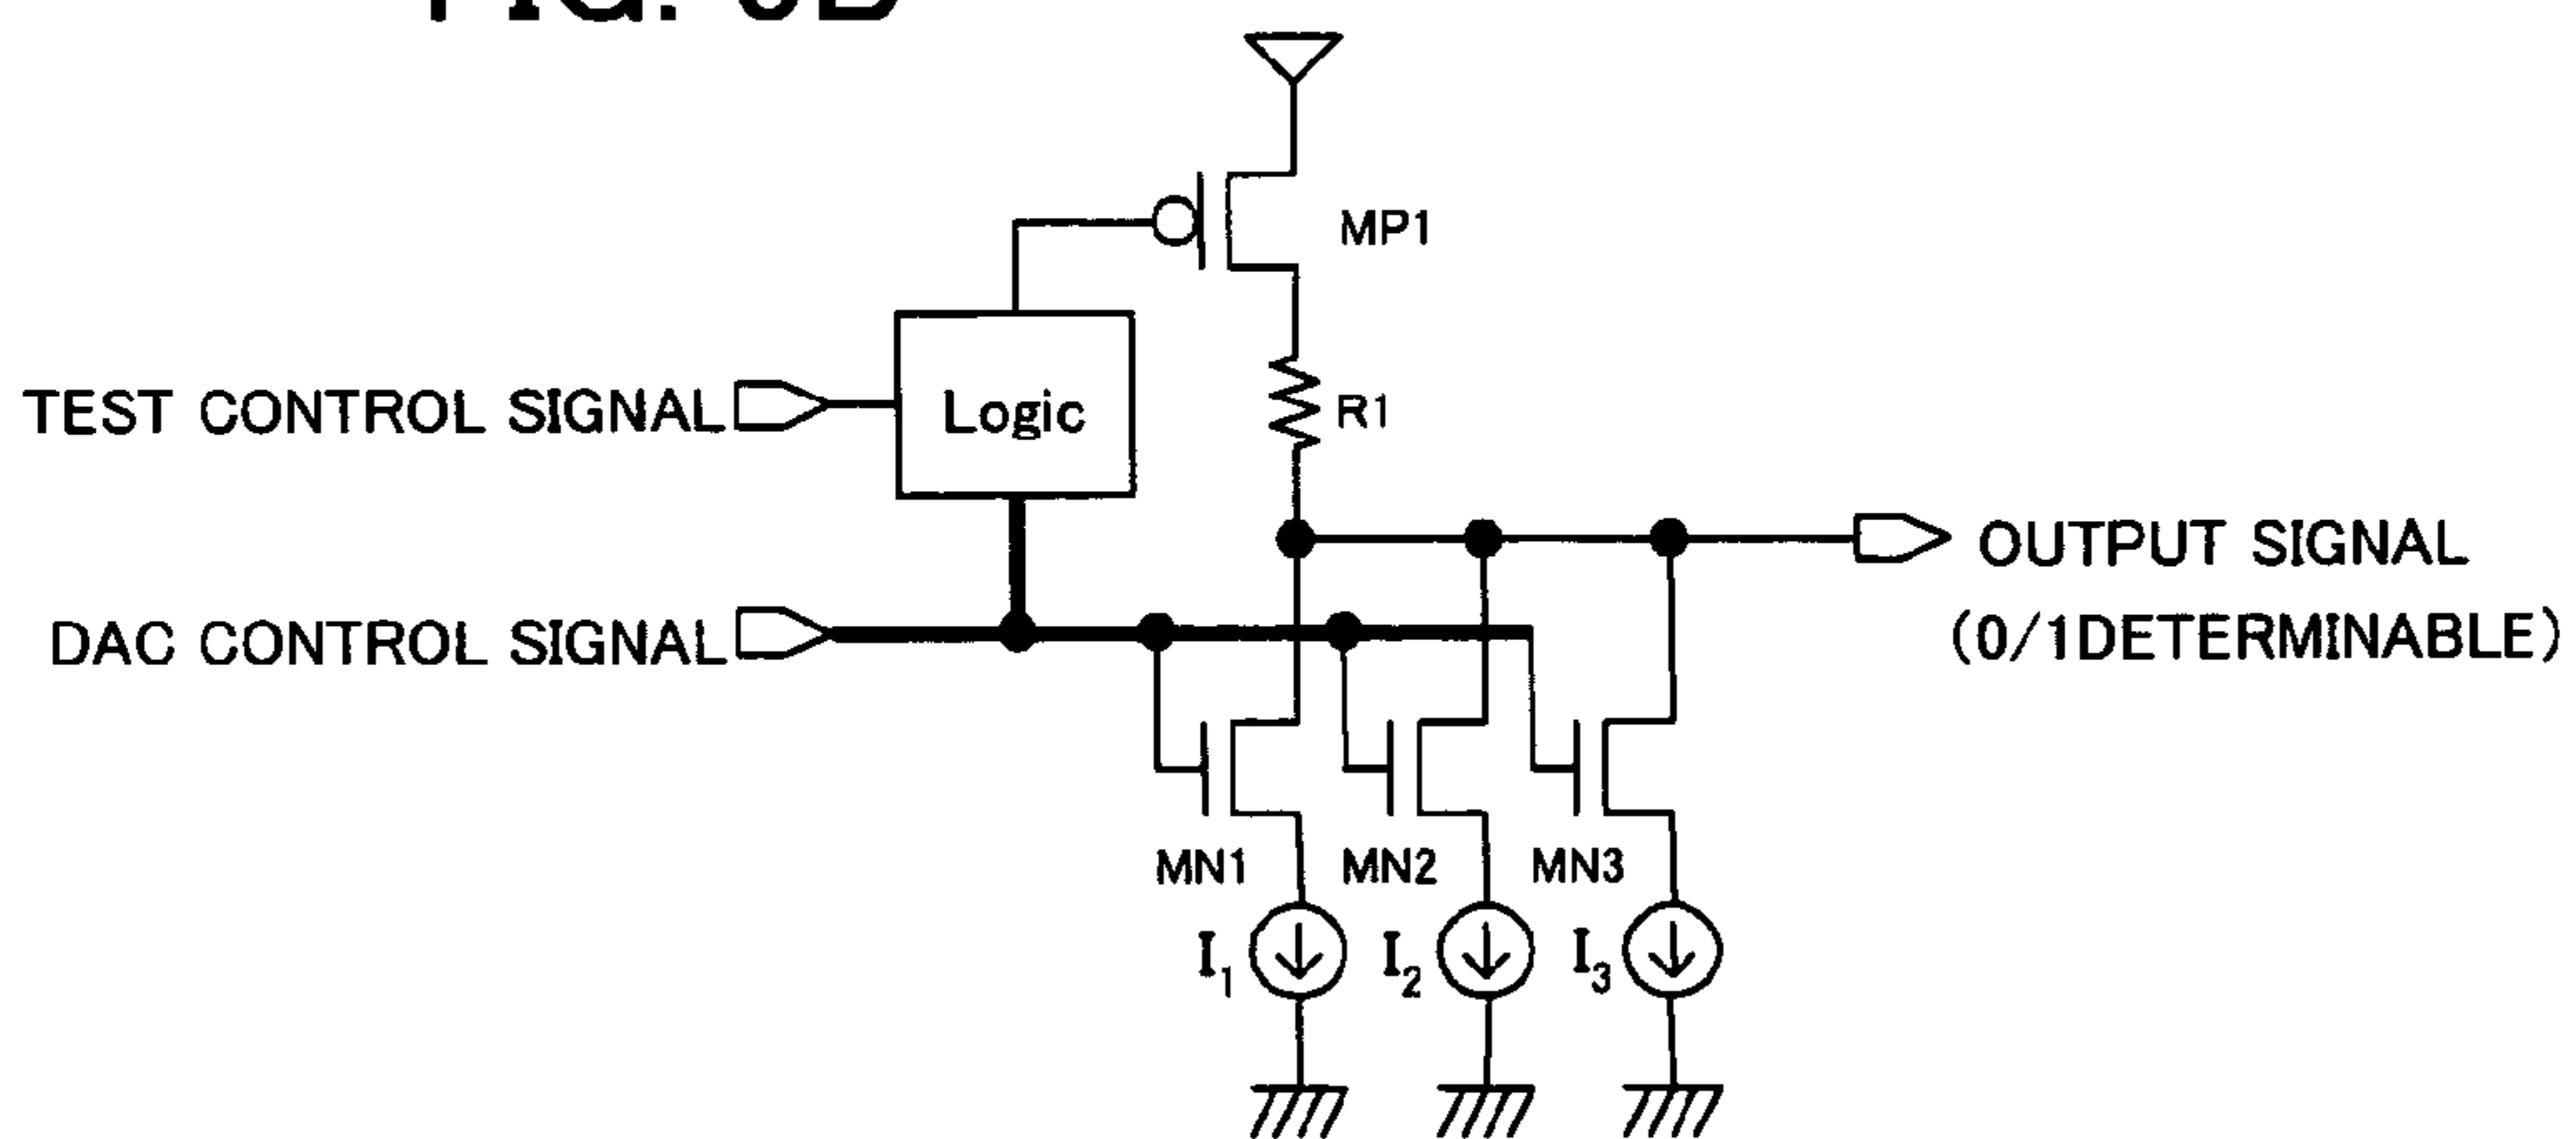 FIG.
MP1
TEST CONTROL SIGNAL
Logic
R1
OUTPUT SIGNAL
(0/1DETERMINABLE)
DAC CONTROL SIGNAL
MN1
MN2
MN3
I1
I2
I3